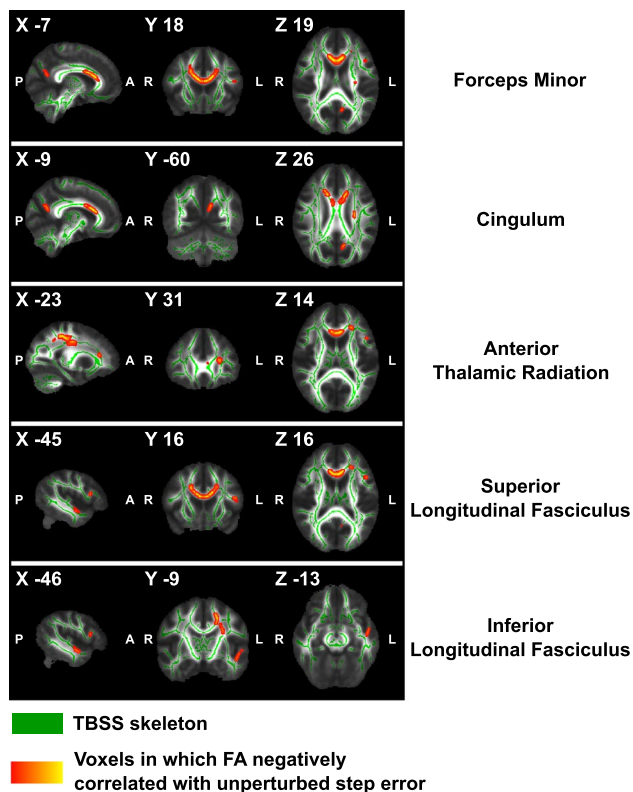 X -7 Y 18 Z 19
P A R L R L
Forceps Minor
X -9 Y -60 Z 26
P A R L R L
Cingulum
X -23 Y 31 Z 14
P A R L R L
Anterior
Thalamic Radiation
X -45 Y 16 Z 16
P A R L R L
Superior
Longitudinal Fasciculus
X -46 Y -9 Z -13
P A R L R L
Inferior
Longitudinal Fasciculus
TBSS skeleton
Voxels in which FA negatively
correlated with unperturbed step error